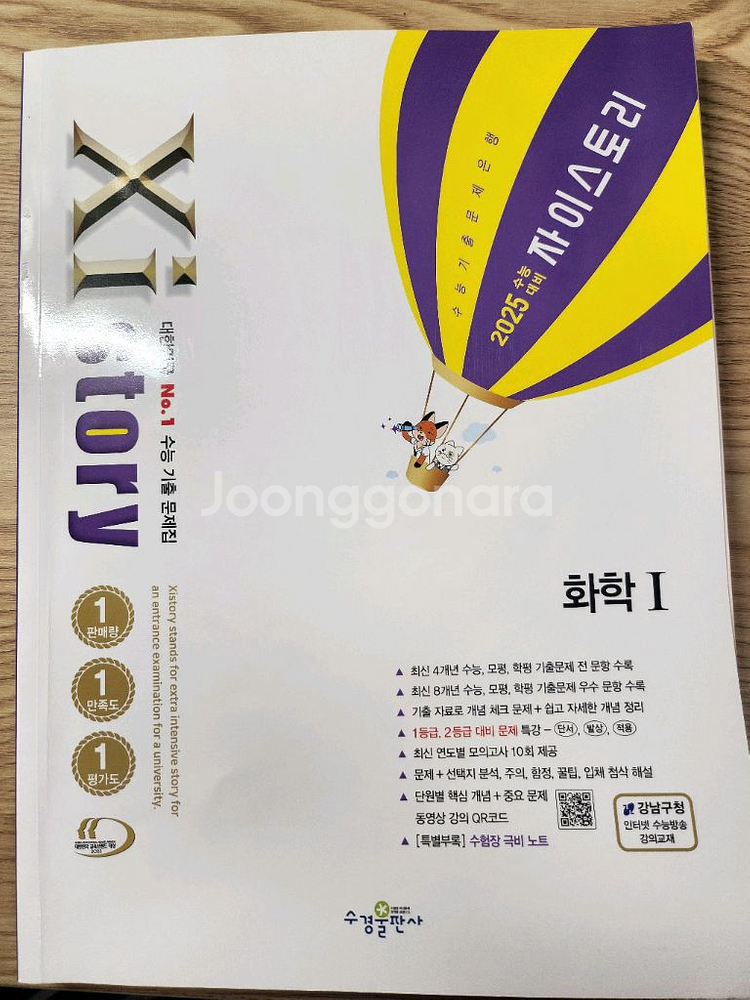 Xi
story
대한민국 No.1 수능 기출 문제집
Xistory stands for extra intensive story for
an entrance examination for a university.
1
판매량
1
만족도
1
평가도
수능 기출 문제 은행
2025 수능
대비
자이스토리
Joonggonara
화학 I
▲ 최신 4개년 수능, 모평, 학평 기출문제 전 문항 수록
▲ 최신 8개년 수능, 모평, 학평 기출문제 우수 문항 수록
▲ 기출 자료로 개념 체크 문제 + 쉽고 자세한 개념 정리
▲ 1등급, 2등급 대비 문제 특강 – 단서, 발상, 적용
▲ 최신 연도별 모의고사 10회 제공
▲ 문제 + 선택지 분석, 주의, 함정, 꿀팁, 입체 첨삭 해설
▲ 단원별 핵심 개념 + 중요 문제
동영상 강의 QR코드
▲ [특별부록] 수험장 극비 노트
강남구청
인터넷 수능방송
강의교재
수경출판사